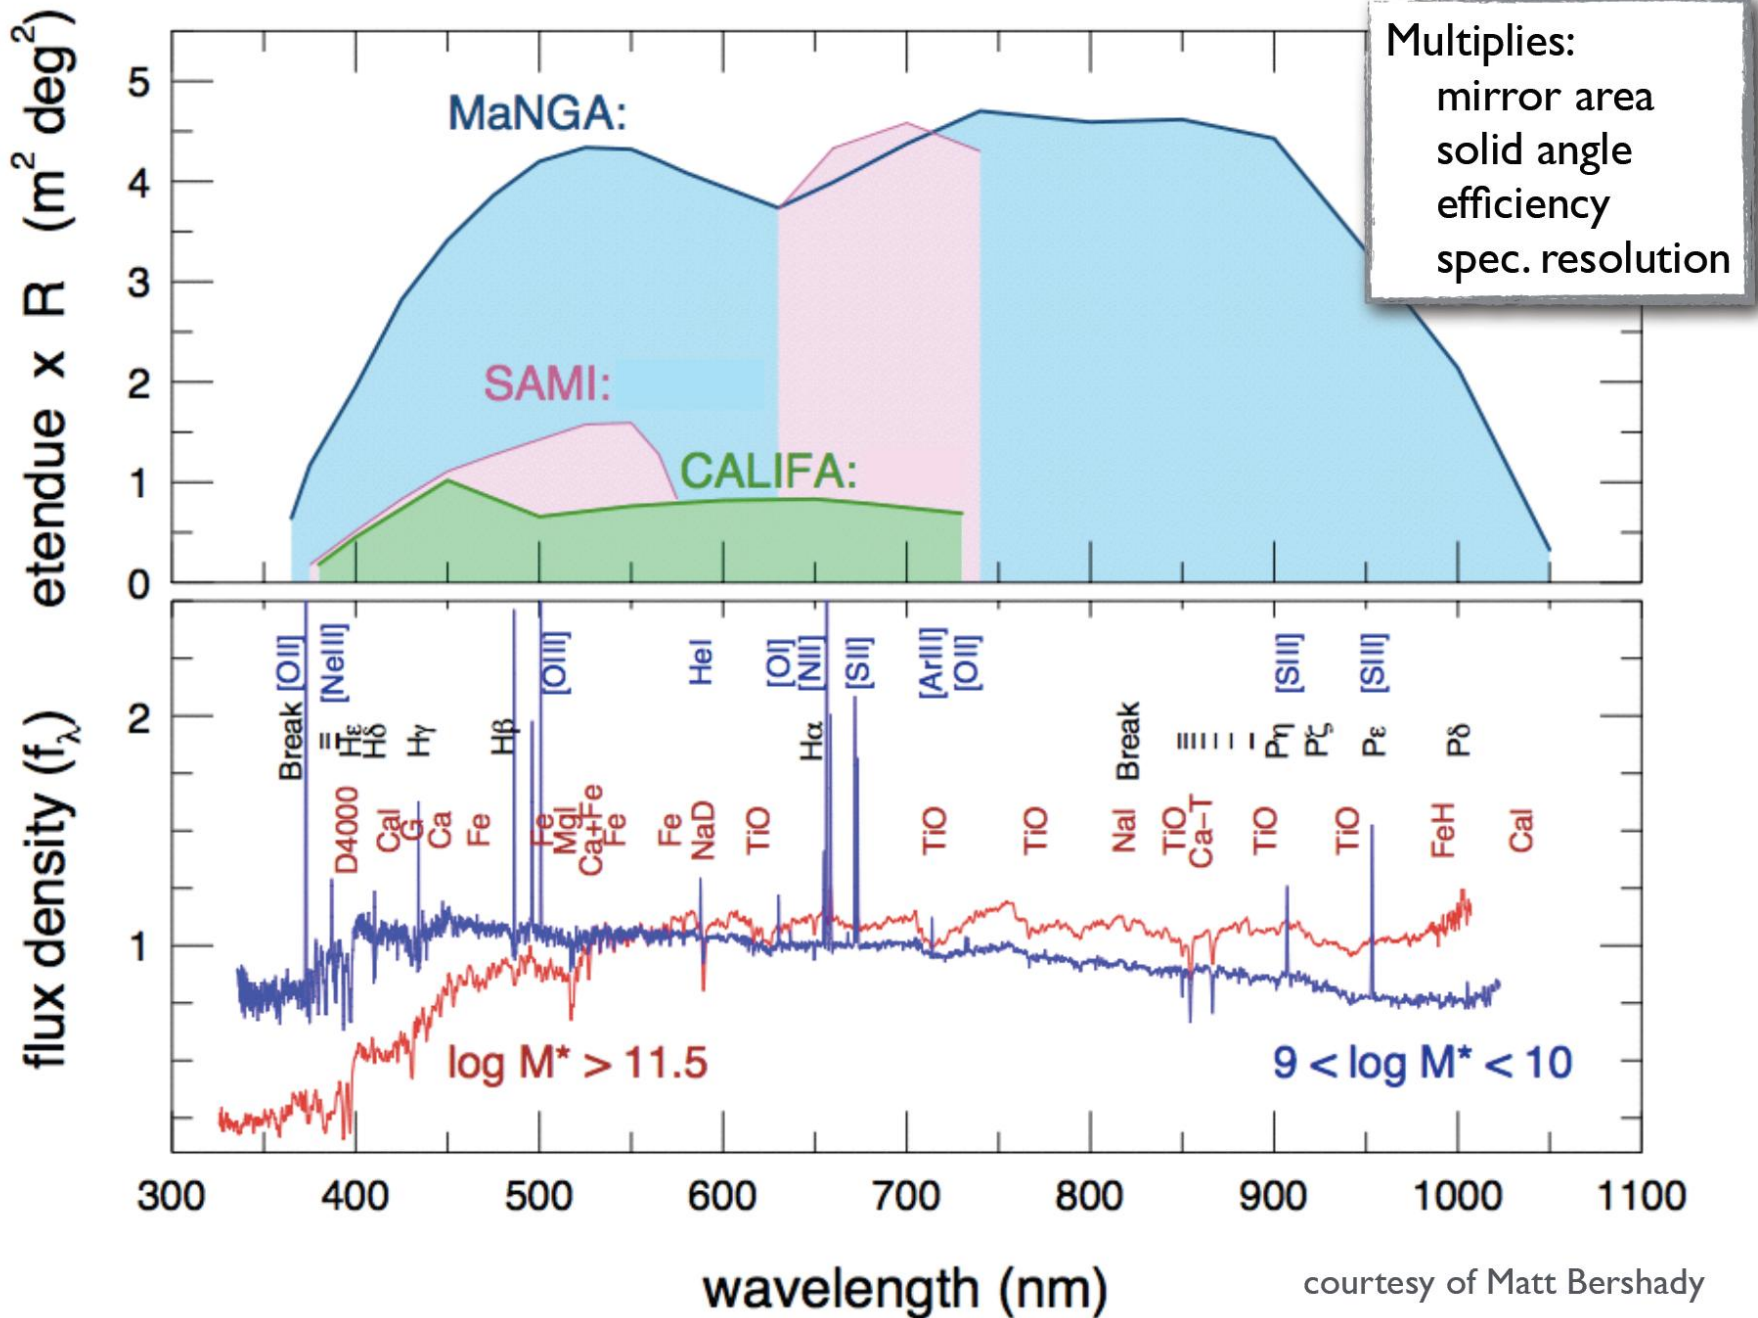 Multiplies:
mirror area
solid angle
efficiency
spec. resolution
etendue x R (m² deg²)
5
4
3
2
1
0
MaNGA:
SAMI:
CALIFA:
flux density (fλ)
2
1
[OII]
[NeIII]
[OIII]
HeI
[OI]
[NII]
[SII]
[ArIII]
[OII]
[SIII]
[SIII]
Break
Hε
Hδ
Hγ
Hβ
Hα
Break
Pη
Pζ
Pε
Pδ
D4000
CaI
G
Ca
Fe
Fe
MgI
Ca+Fe
Fe
Fe
NaD
TiO
TiO
TiO
NaI
TiO
Ca-T
TiO
TiO
FeH
CaI
log M* > 11.5
9 < log M* < 10
300 400 500 600 700 800 900 1000 1100
wavelength (nm)
courtesy of Matt Bershady